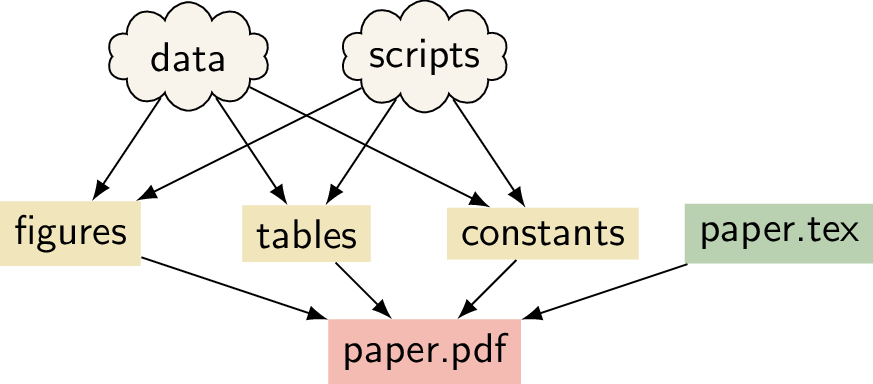 data
scripts
figures
tables
constants
paper.tex
paper.pdf